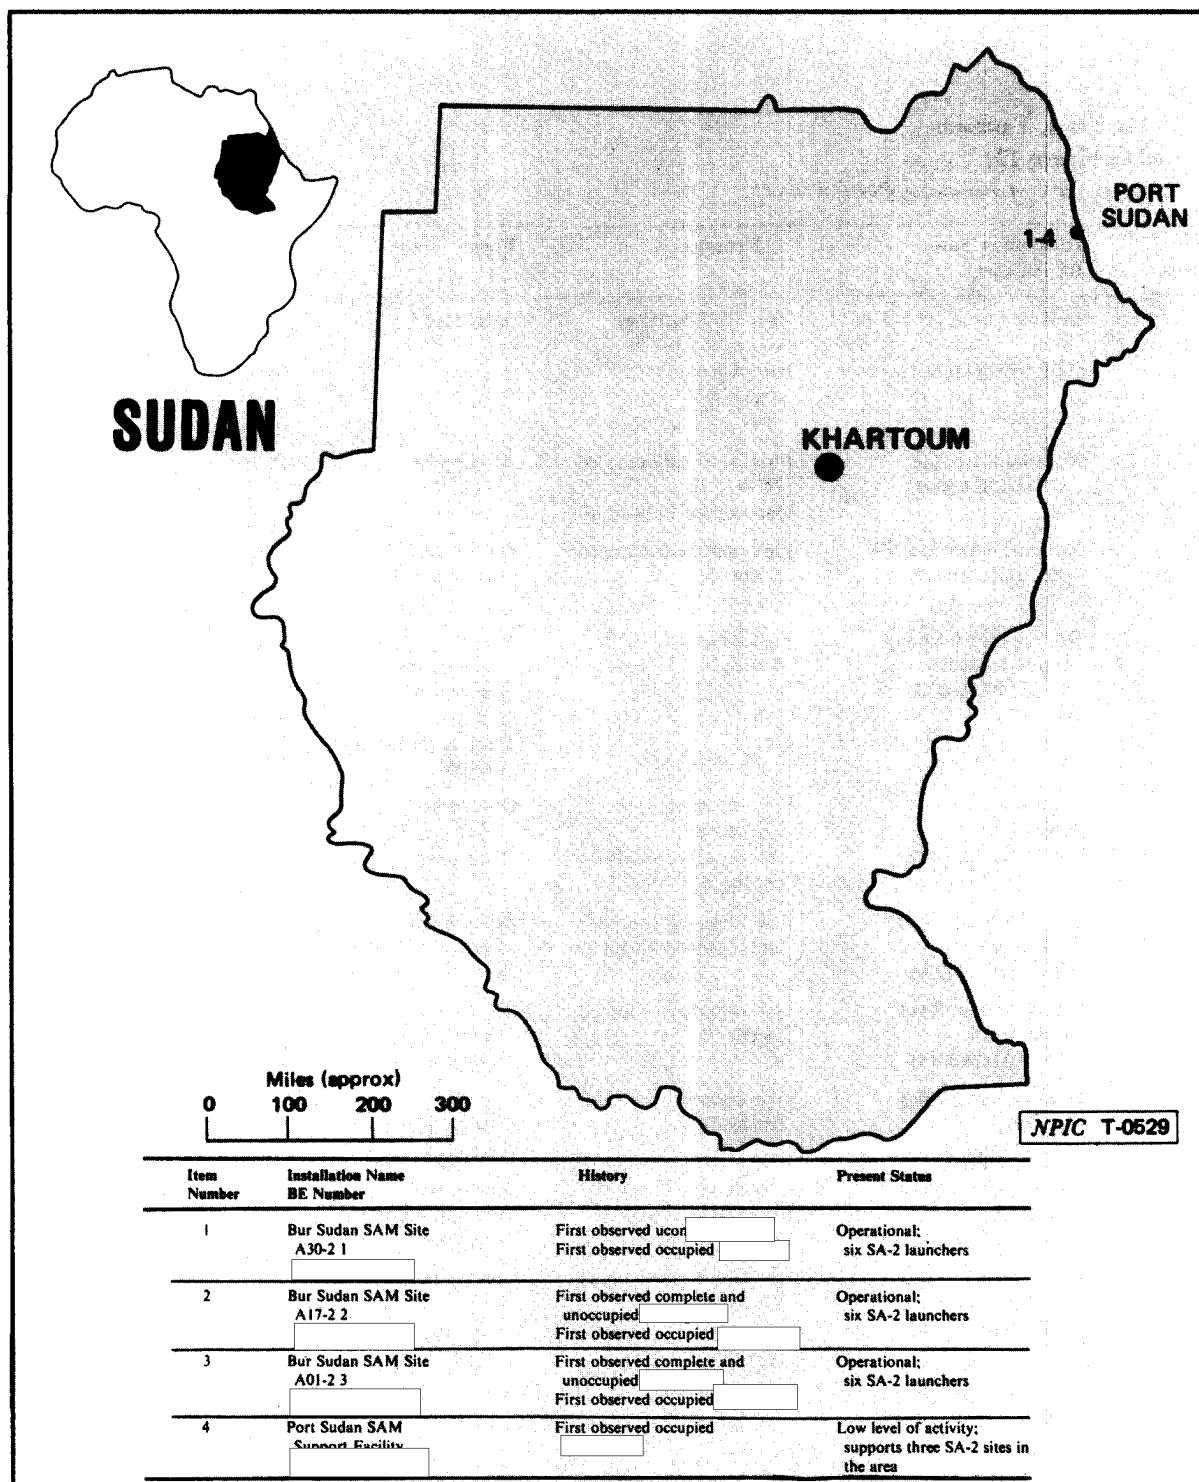 PORT
SUDAN
1-4
SUDAN
KHARTOUM
Miles (approx)
0 100 200 300
NPIC T-0529
Item Number
Installation Name BE Number
History
Present Status
1
Bur Sudan SAM Site
A30-2 1
First observed ucon
First observed occupied
Operational;
six SA-2 launchers
2
Bur Sudan SAM Site
A17-2 2
First observed complete and
unoccupied
First observed occupied
Operational;
six SA-2 launchers
3
Bur Sudan SAM Site
A01-2 3
First observed complete and
unoccupied
First observed occupied
Operational;
six SA-2 launchers
4
Port Sudan SAM
Support Facility
First observed occupied
Low level of activity;
supports three SA-2 sites in
the area